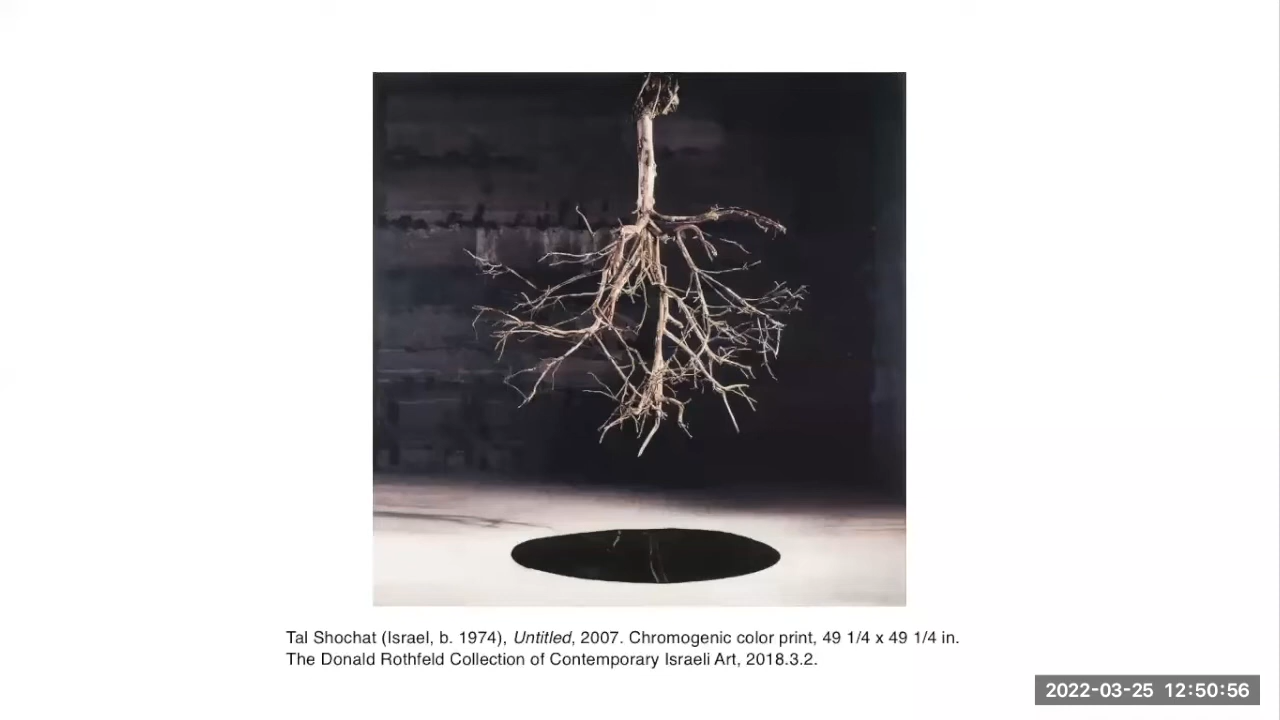 Tal Shochat (Israel, b. 1974), Untitled, 2007. Chromogenic color print, 49 1/4 x 49 1/4 in.
The Donald Rothfeld Collection of Contemporary Israeli Art, 2018.3.2.
2022-03-25 12:50:56